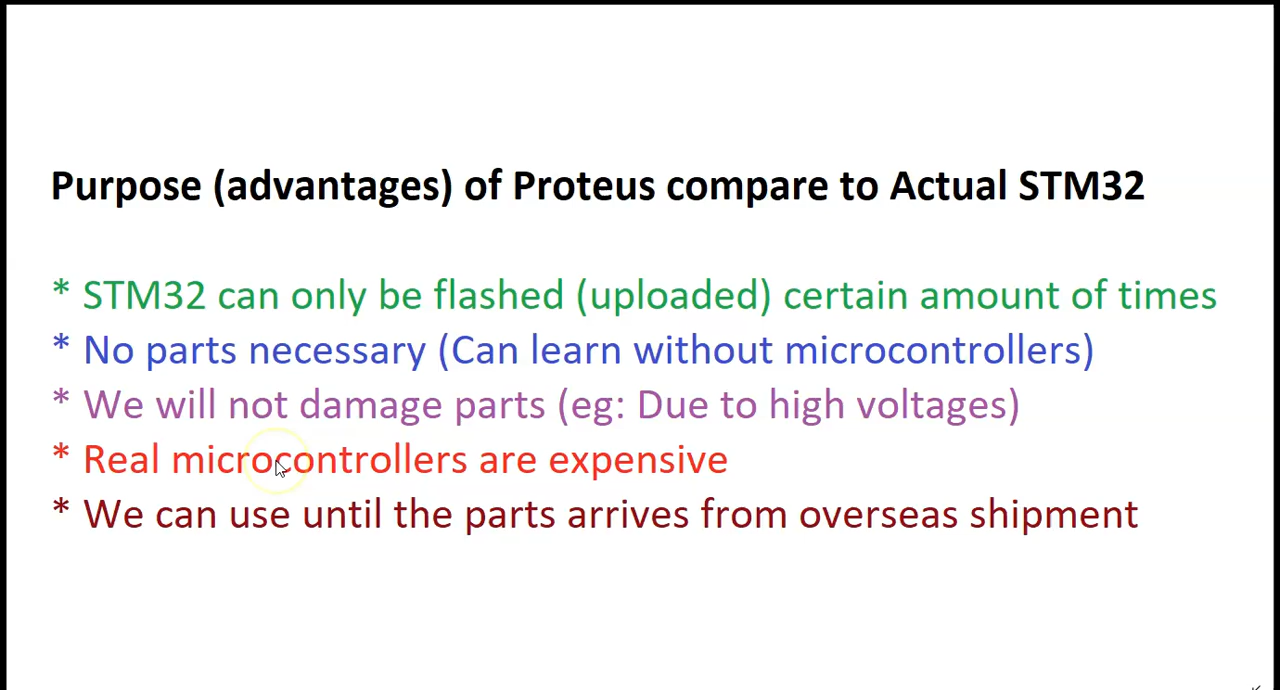 Purpose (advantages) of Proteus compare to Actual STM32
* STM32 can only be flashed (uploaded) certain amount of times
* No parts necessary (Can learn without microcontrollers)
* We will not damage parts (eg: Due to high voltages)
* Real microcontrollers are expensive
* We can use until the parts arrives from overseas shipment